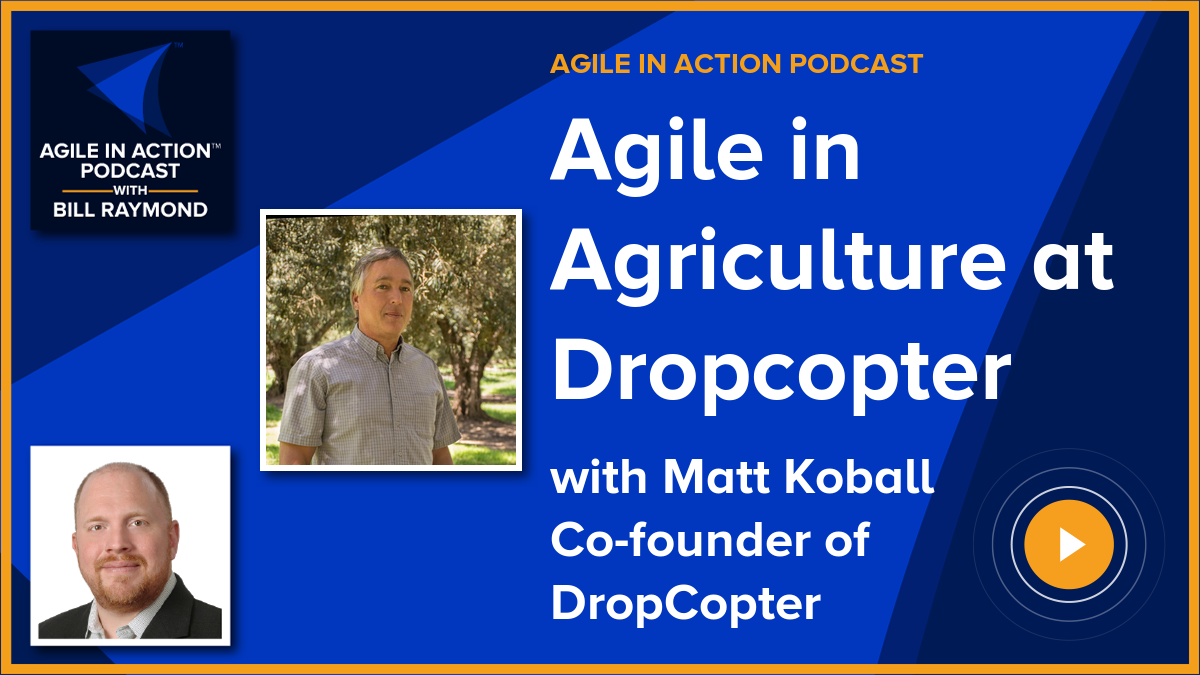 TM
AGILE IN ACTION™
PODCAST
WITH
BILL RAYMOND
AGILE IN ACTION PODCAST
Agile in
Agriculture at
Dropcopter
with Matt Koball
Co-founder of
DropCopter